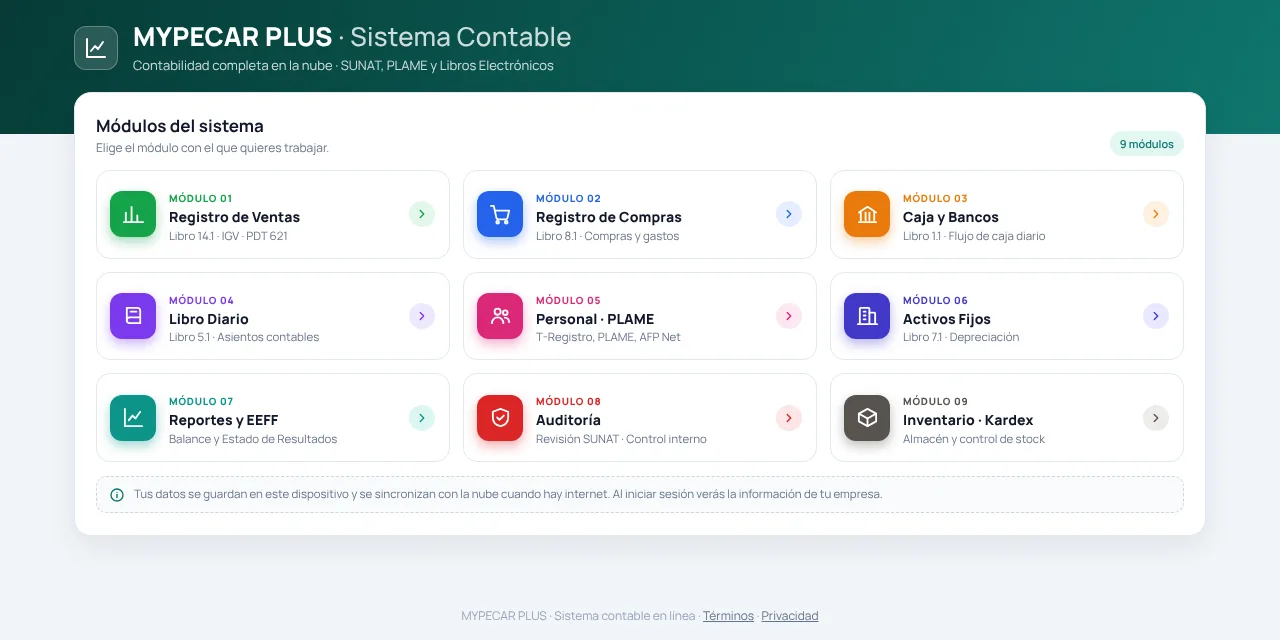 MYPECAR PLUS · Sistema Contable
Contabilidad completa en la nube · SUNAT, PLAME y Libros Electrónicos
Módulos del sistema
Elige el módulo con el que quieres trabajar.
9 módulos
MÓDULO 01
Registro de Ventas
Libro 14.1 · IGV · PDT 621
MÓDULO 02
Registro de Compras
Libro 8.1 · Compras y gastos
MÓDULO 03
Caja y Bancos
Libro 1.1 · Flujo de caja diario
MÓDULO 04
Libro Diario
Libro 5.1 · Asientos contables
MÓDULO 05
Personal · PLAME
T-Registro, PLAME, AFP Net
MÓDULO 06
Activos Fijos
Libro 7.1 · Depreciación
MÓDULO 07
Reportes y EEFF
Balance y Estado de Resultados
MÓDULO 08
Auditoría
Revisión SUNAT · Control interno
MÓDULO 09
Inventario · Kardex
Almacén y control de stock
Tus datos se guardan en este dispositivo y se sincronizan con la nube cuando hay internet. Al iniciar sesión verás la información de tu empresa.
MYPECAR PLUS · Sistema contable en línea · Términos · Privacidad